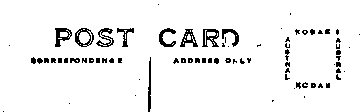 POST CARD
CORRESPONDENCE ADDRESS ONLY
KODAK
AUSTRAL
AUSTRAL
KODAK